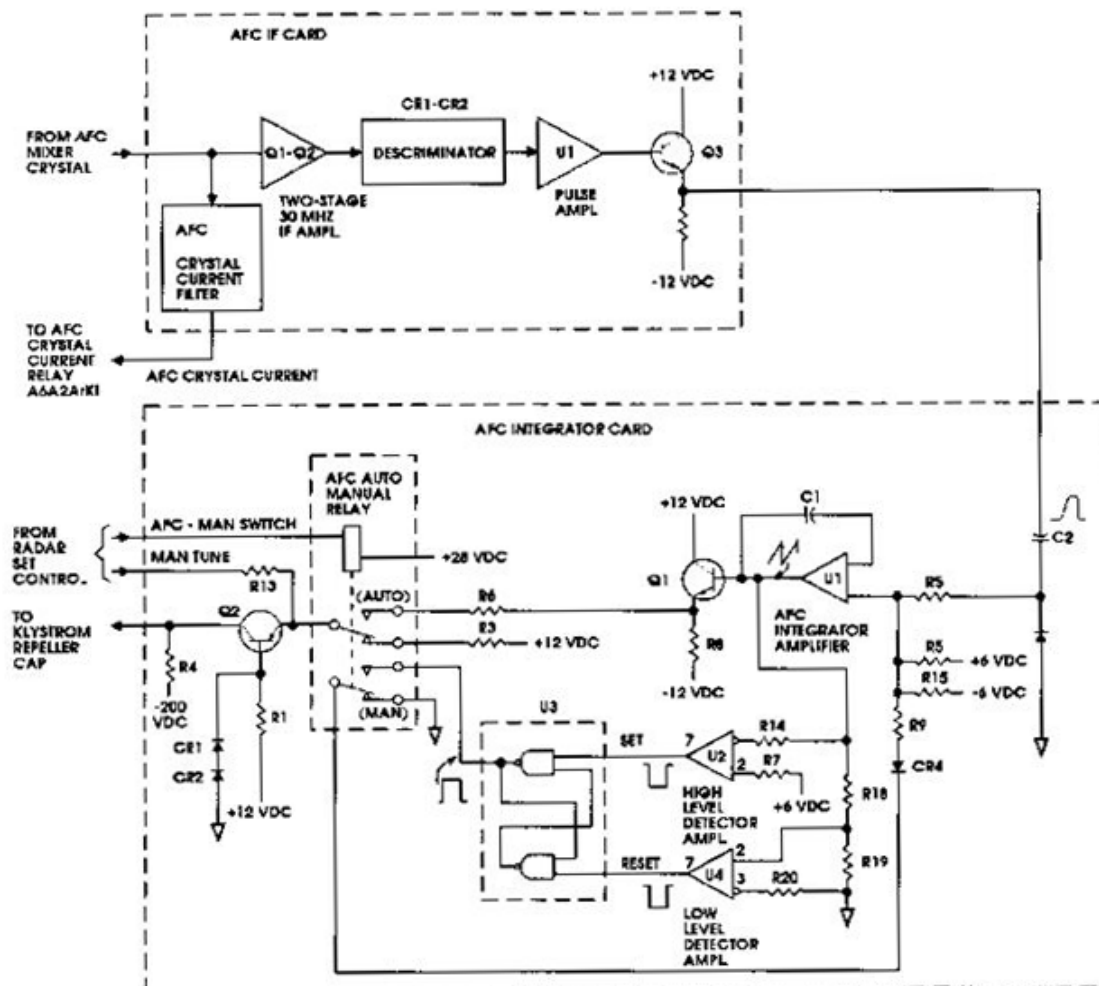 AFC IF CARD
+12 VDC
CR1-CR2
FROM AFC
MIXER
CRYSTAL
Q1-Q2
DESCRIMINATOR
U1
Q3
TWO-STAGE
30 MHZ
IF AMPL.
PULSE
AMPL
AFC
CRYSTAL
CURRENT
FILTER
-12 VDC
TO AFC
CRYSTAL
CURRENT
RELAY
AFC CRYSTAL CURRENT
AFC INTEGRATOR CARD
AFC AUTO
MANUAL
RELAY
+12 VDC
C1
FROM
RADAR
SET
CONTROL
AFC - MAN SWITCH
MAN TUNE
+28 VDC
C2
R13
Q1
U1
R5
Q2
(AUTO)
R6
TO
KLYSTROM
REPELLER
CAP
R3
+12 VDC
AFC
INTEGRATOR
AMPLIFIER
R4
R8
R5
+6 VDC
-200
VDC
R1
-12 VDC
R15
-6 VDC
(MAN)
U3
R9
CR1
SET
7
U2
R14
CR4
2
R7
CR2
+6 VDC
R18
+12 VDC
HIGH
LEVEL
DETECTOR
AMPL.
RESET
7
U4
2
3
R20
R19
LOW
LEVEL
DETECTOR
AMPL.